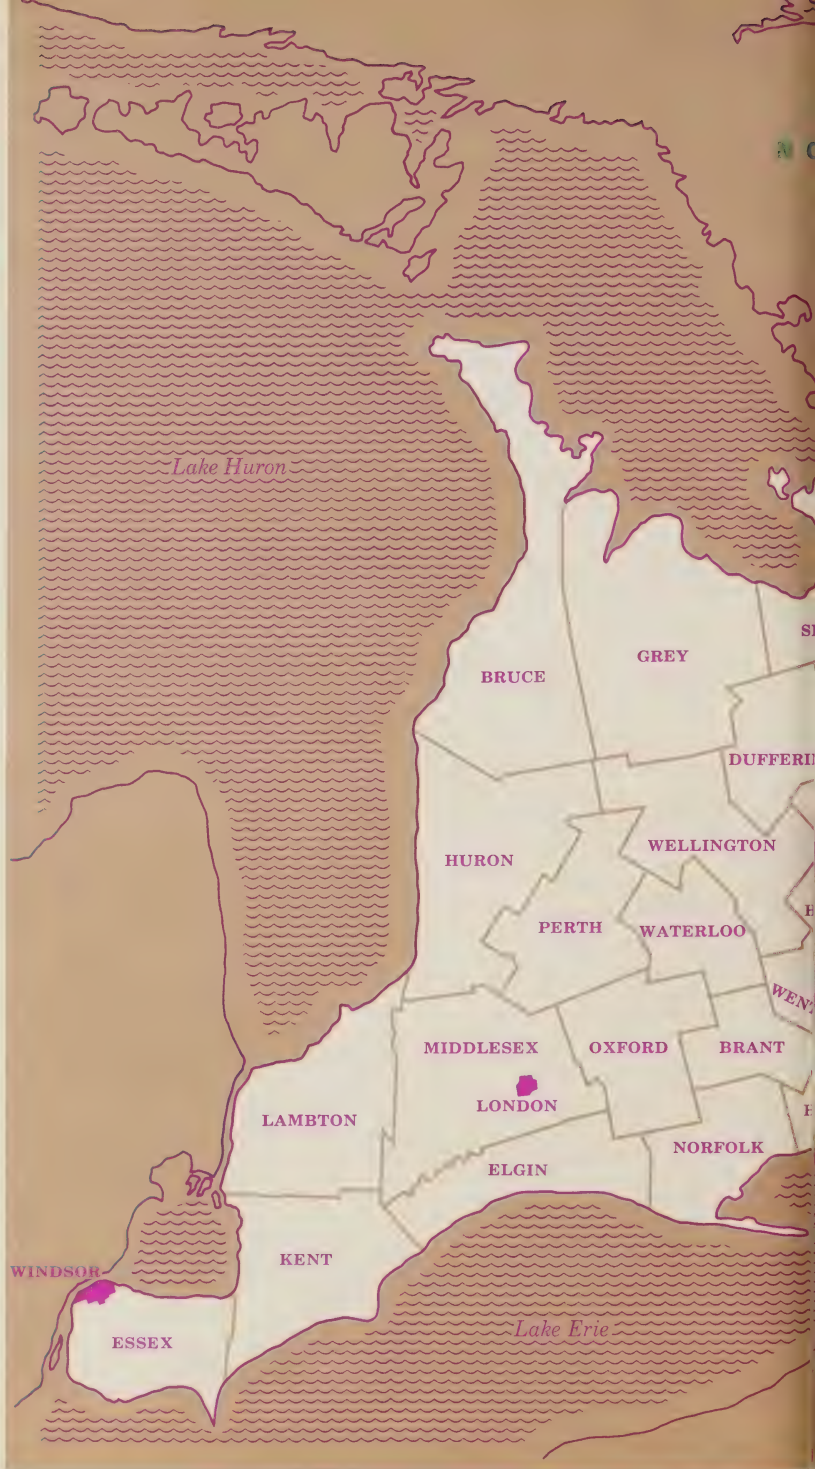 Lake Huron
GREY
BRUCE
DUFFERIN
WELLINGTON
HURON
PERTH
WATERLOO
MIDDLESEX
OXFORD
BRANT
LONDON
LAMBTON
NORFOLK
ELGIN
KENT
WINDSOR
Lake Erie
ESSEX